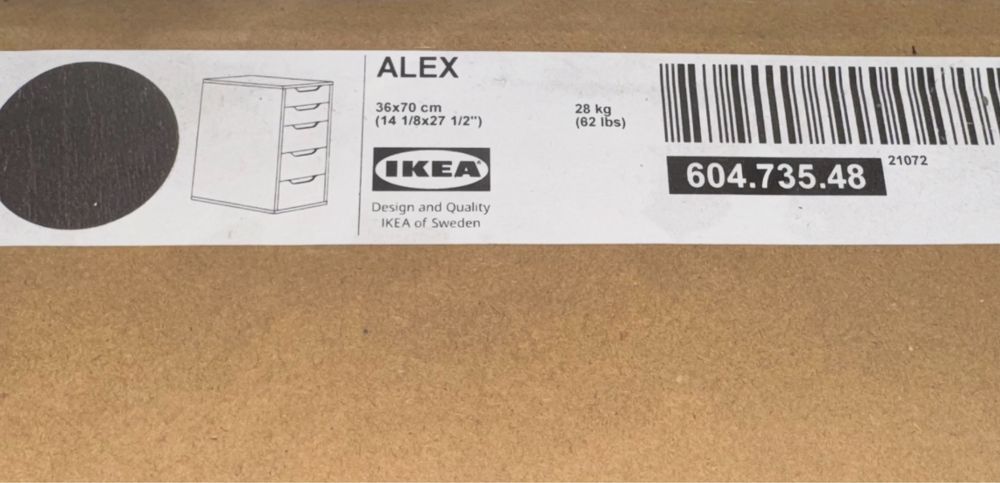 ALEX
36x70 cm
(14 1/8x27 1/2")
28 kg
(62 lbs)
IKEA
Design and Quality
IKEA of Sweden
604.735.48
21072